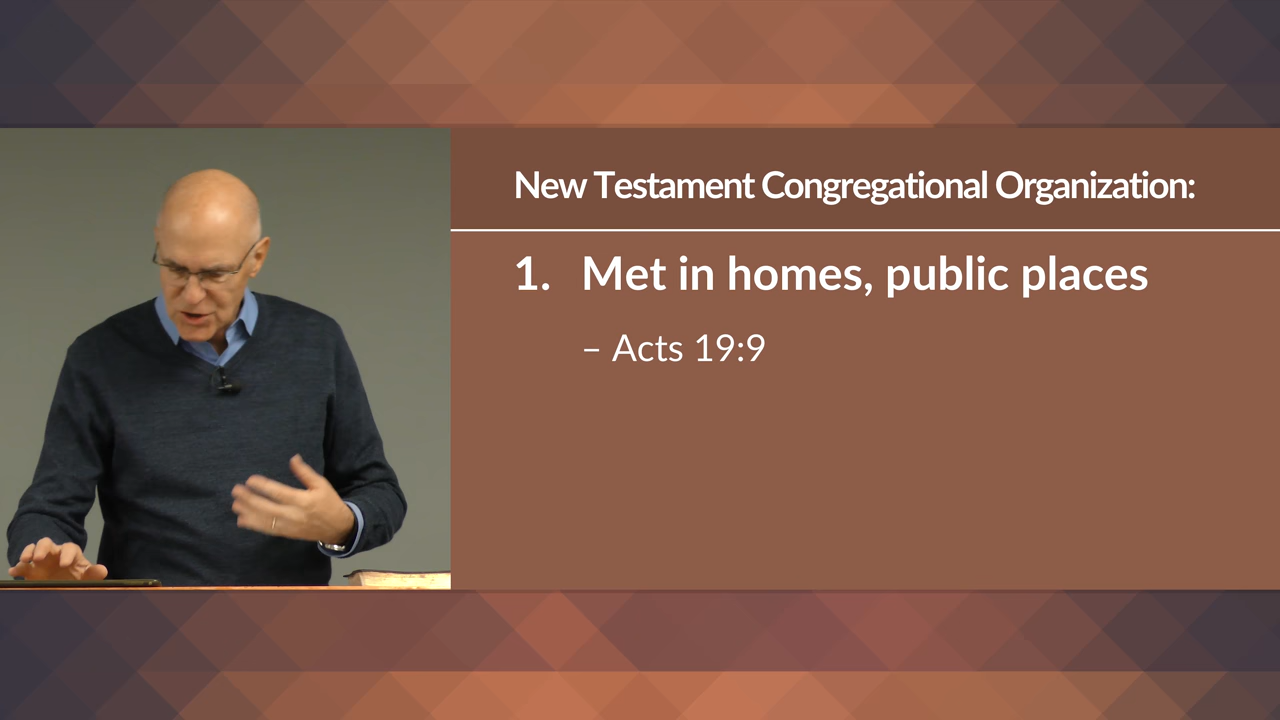 New Testament Congregational Organization:
1. Met in homes, public places
– Acts 19:9